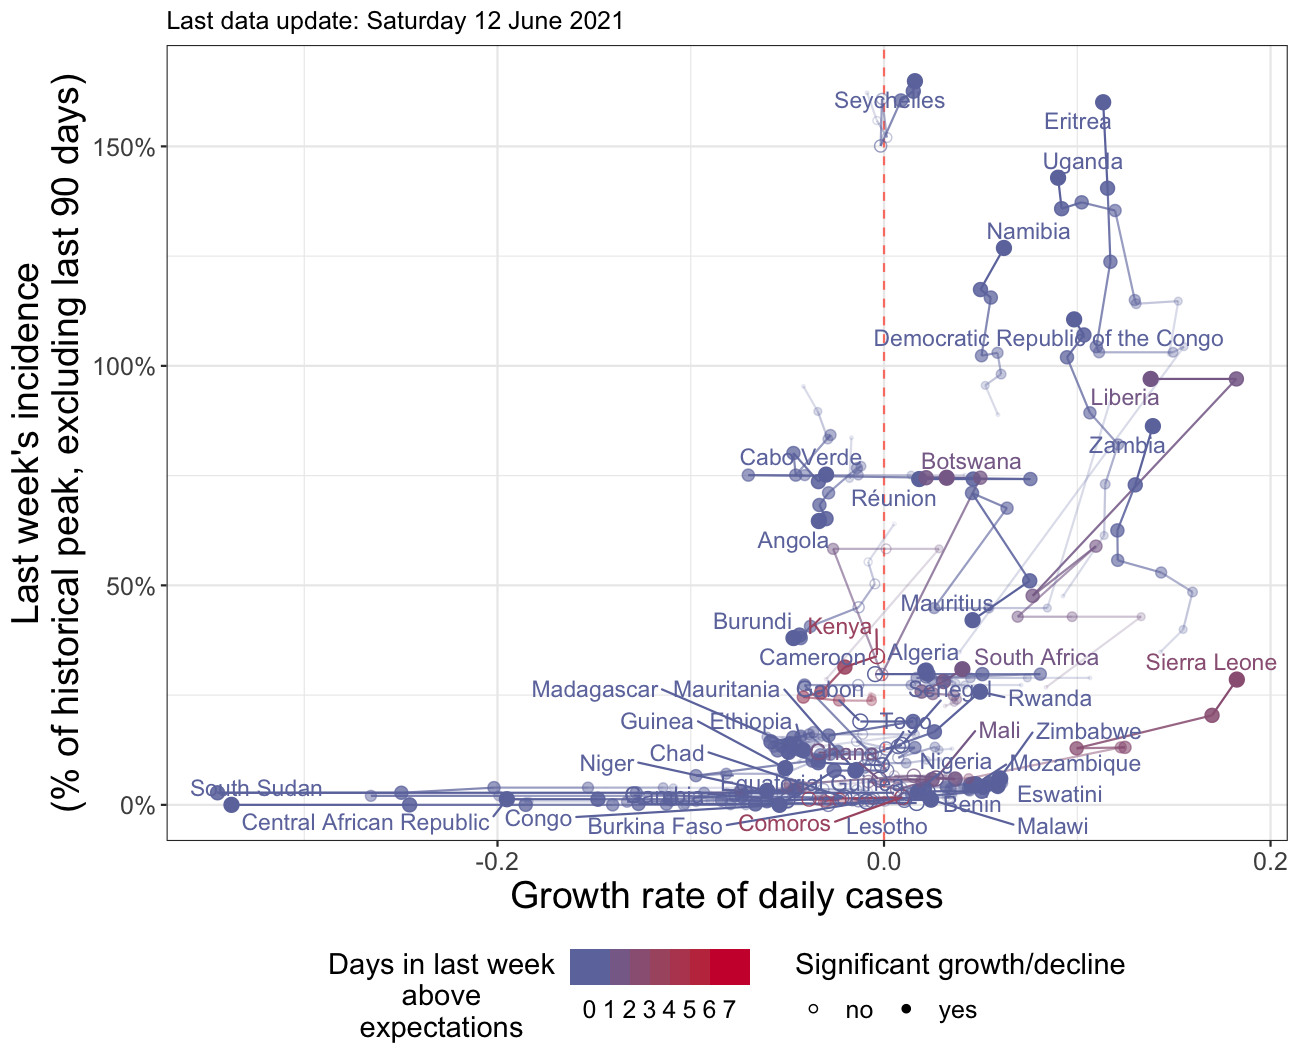 Last data update: Saturday 12 June 2021
Last week's incidence
(% of historical peak, excluding last 90 days)
150%
100%
50%
0%
Seychelles
Eritrea
Uganda
Namibia
Democratic Republic of the Congo
Liberia
Zambia
Cabo Verde
Botswana
Réunion
Angola
Mauritius
Burundi
Kenya
Cameroon
Algeria
South Africa
Sierra Leone
Madagascar
Mauritania
Gabon
Senegal
Rwanda
Guinea
Ethiopia
Togo
Mali
Zimbabwe
Chad
Ghana
Niger
Nigeria
Mozambique
South Sudan
Equatorial Guinea
Gambia
Benin
Eswatini
Central African Republic
Congo
Burkina Faso
Comoros
Lesotho
Malawi
-0.2
0.0
0.2
Growth rate of daily cases
Days in last week
above
expectations
0 1 2 3 4 5 6 7
Significant growth/decline
no
yes